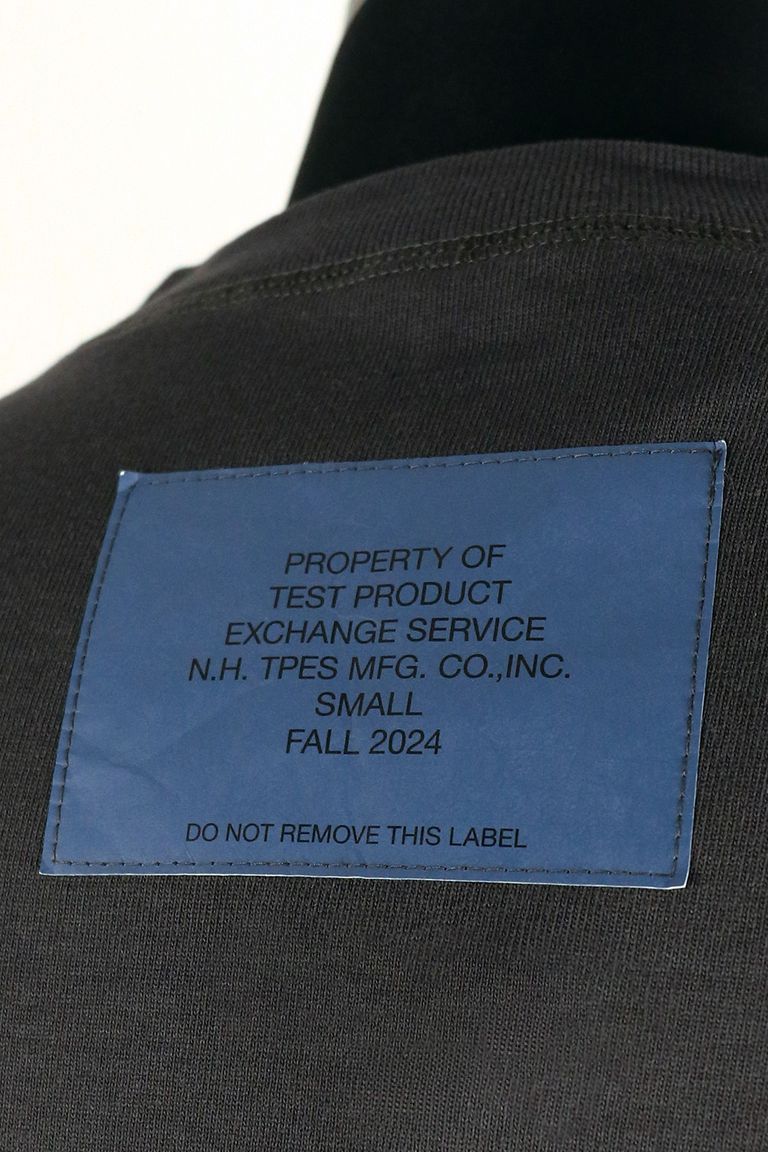 PROPERTY OF
TEST PRODUCT
EXCHANGE SERVICE
N.H. TPES MFG. CO.,INC.
SMALL
FALL 2024
DO NOT REMOVE THIS LABEL